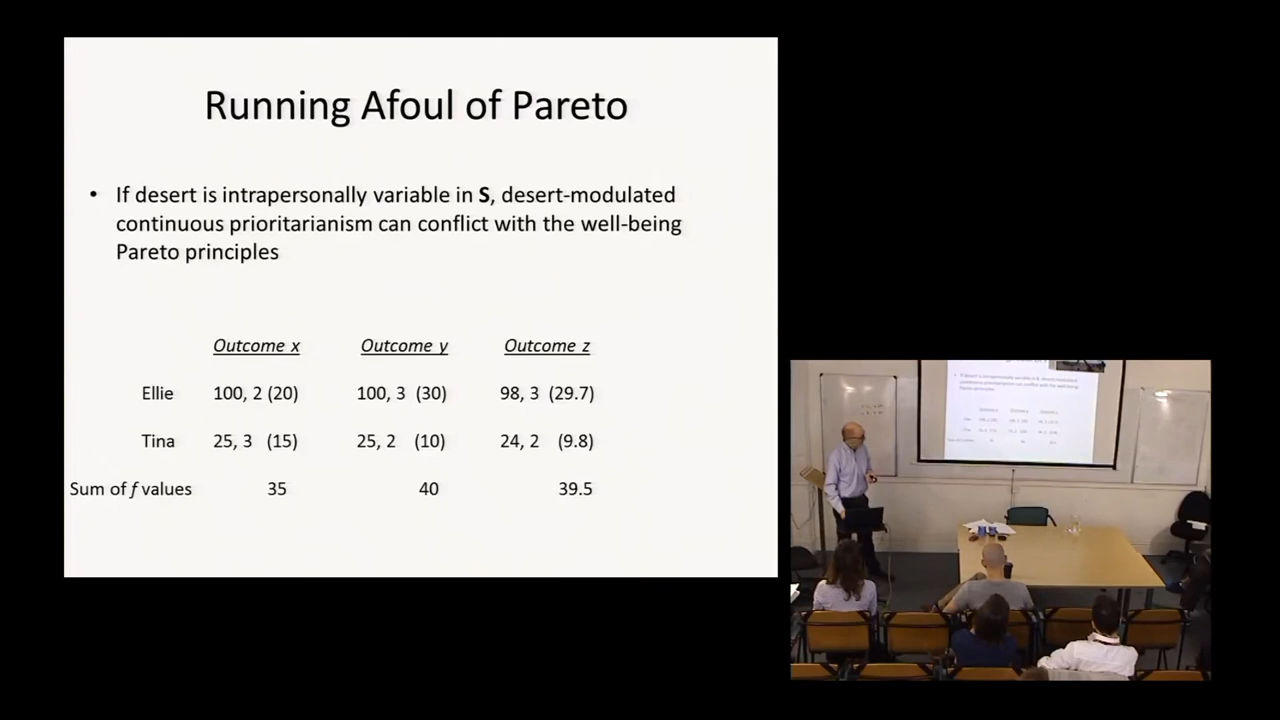 Running Afoul of Pareto
• If desert is intrapersonally variable in S, desert-modulated
continuous prioritarianism can conflict with the well-being
Pareto principles
Outcome x Outcome y Outcome z
Ellie 100, 2 (20) 100, 3 (30) 98, 3 (29.7)
Tina 25, 3 (15) 25, 2 (10) 24, 2 (9.8)
Sum of f values 35 40 39.5